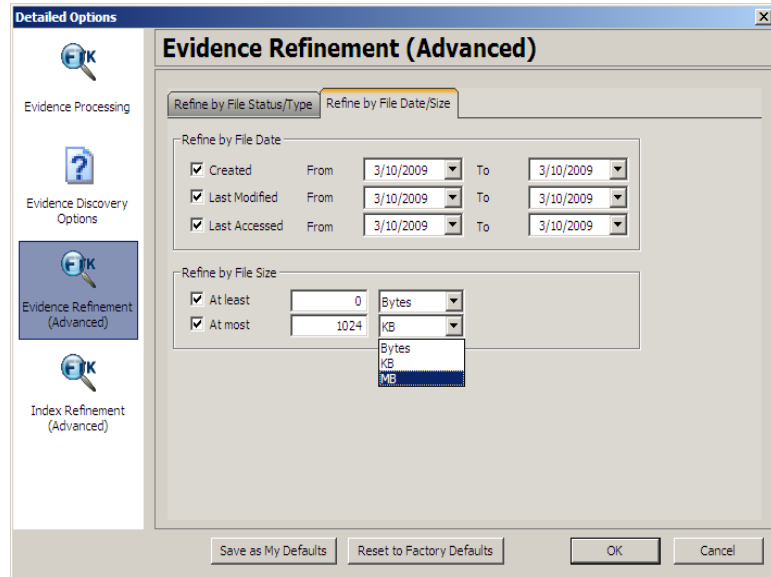 Detailed Options
FTK
Evidence Processing
Evidence Discovery
Options
FTK
Evidence Refinement
(Advanced)
FTK
Index Refinement
(Advanced)
Evidence Refinement (Advanced)
Refine by File Status/Type Refine by File Date/Size
Refine by File Date
Created From 3/10/2009 To 3/10/2009
Last Modified From 3/10/2009 To 3/10/2009
Last Accessed From 3/10/2009 To 3/10/2009
Refine by File Size
At least 0 Bytes
At most 1024 KB
Bytes
KB
MB
Save as My Defaults Reset to Factory Defaults OK Cancel